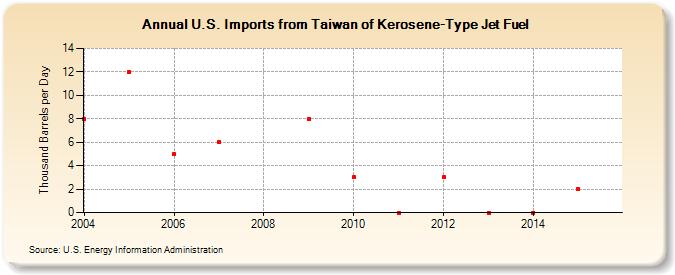 Annual U.S. Imports from Taiwan of Kerosene-Type Jet Fuel
Thousand Barrels per Day
14
12
10
8
6
4
2
0
2004 2006 2008 2010 2012 2014
Source: U.S. Energy Information Administration